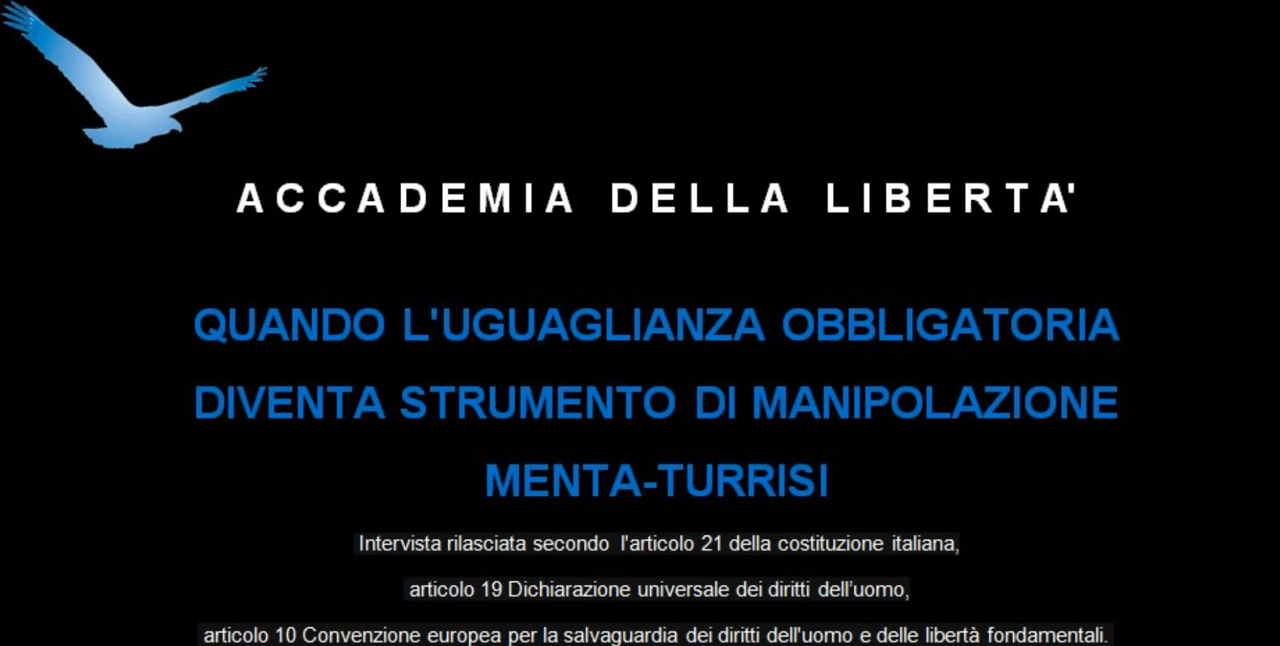 ACCADEMIA DELLA LIBERTA'
QUANDO L'UGUAGLIANZA OBBLIGATORIA
DIVENTA STRUMENTO DI MANIPOLAZIONE
MENTA-TURRISI
Intervista rilasciata secondo l'articolo 21 della costituzione italiana,
articolo 19 Dichiarazione universale dei diritti dell’uomo,
articolo 10 Convenzione europea per la salvaguardia dei diritti dell'uomo e delle libertà fondamentali.